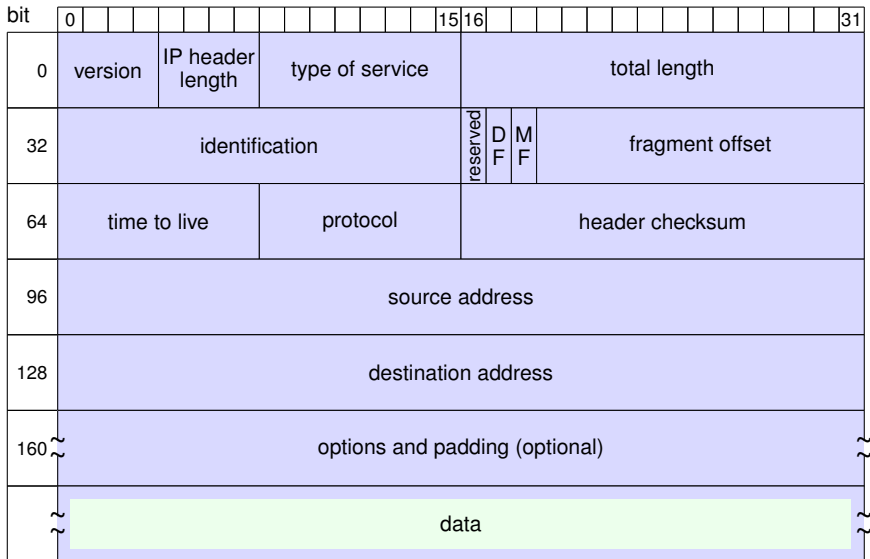 bit 0 15 16 31
0 version IP header length type of service total length
32 identification reserved DF MF fragment offset
64 time to live protocol header checksum
96 source address
128 destination address
160 options and padding (optional)
data